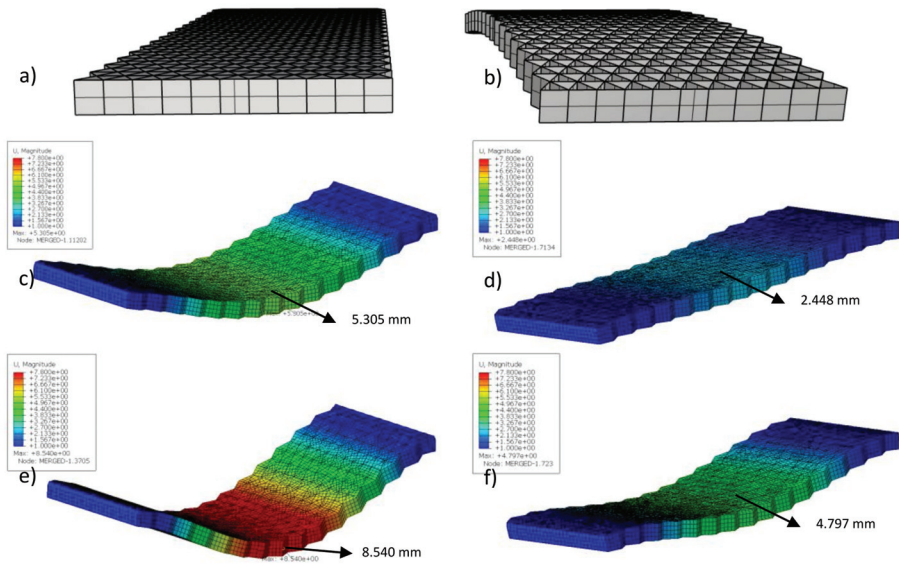 a)
b)
U, Magnitude
+7.800e+00
+7.233e+00
+6.667e+00
+6.100e+00
+5.533e+00
+4.967e+00
+4.400e+00
+3.833e+00
+3.267e+00
+2.700e+00
+2.133e+00
+1.567e+00
+1.000e+00
Max: +5.305e+00
Node: MERGED-1.11202
c)
5.305 mm
U, Magnitude
+7.800e+00
+7.233e+00
+6.667e+00
+6.100e+00
+5.533e+00
+4.967e+00
+4.400e+00
+3.833e+00
+3.267e+00
+2.700e+00
+2.133e+00
+1.567e+00
+1.000e+00
Max: +2.448e+00
Node: MERGED-1.7134
d)
2.448 mm
U, Magnitude
+7.800e+00
+7.233e+00
+6.667e+00
+6.100e+00
+5.533e+00
+4.967e+00
+4.400e+00
+3.833e+00
+3.267e+00
+2.700e+00
+2.133e+00
+1.567e+00
+1.000e+00
Max: +8.540e+00
Node: MERGED-1.3705
e)
8.540 mm
U, Magnitude
+7.800e+00
+7.233e+00
+6.667e+00
+6.100e+00
+5.533e+00
+4.967e+00
+4.400e+00
+3.833e+00
+3.267e+00
+2.700e+00
+2.133e+00
+1.567e+00
+1.000e+00
Max: +4.797e+00
Node: MERGED-1.723
f)
4.797 mm